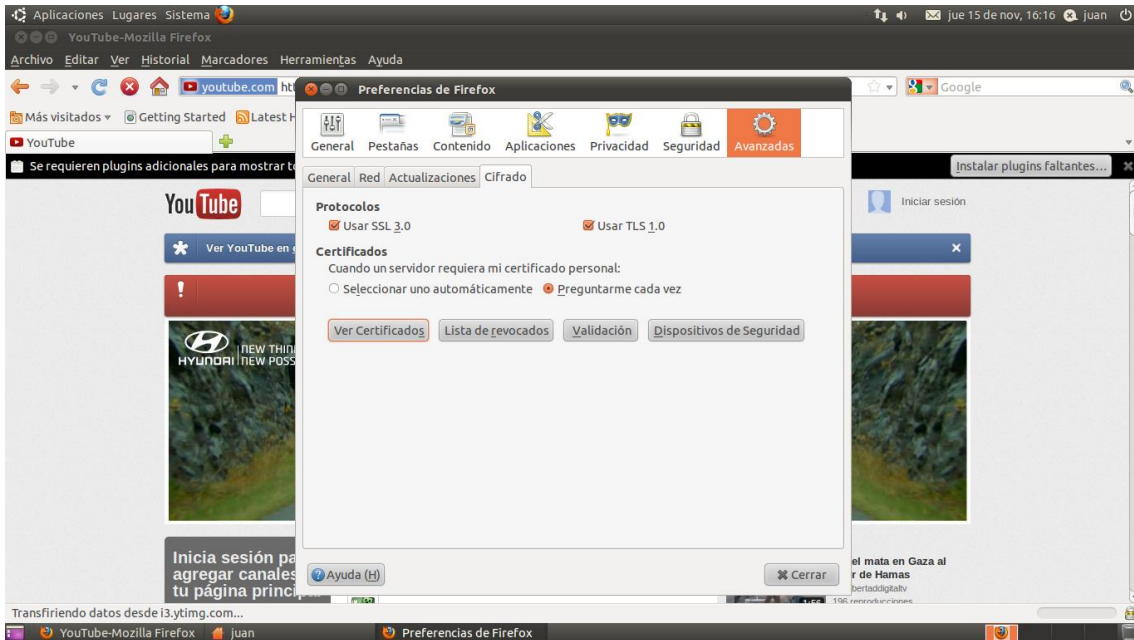 Aplicaciones Lugares Sistema jue 15 de nov, 16:16 juan
YouTube-Mozilla Firefox
Archivo Editar Ver Historial Marcadores Herramientas Ayuda
youtube.com Google
Más visitados Getting Started Latest
YouTube
Se requieren plugins adicionales para mostrar Instalar plugins faltantes...
You Tube Iniciar sesión
Ver YouTube en
!
HYUNDAI NEW
NEW
Inicia sesión
agregar canales
tu página
el mata en Gaza al
r de Hamas
bertaddigitaltv
196 reproducciones
1:56
Preferencias de Firefox
General Pestañas Contenido Aplicaciones Privacidad Seguridad Avanzadas
General Red Actualizaciones Cifrado
Protocolos
Usar SSL 3.0 Usar TLS 1.0
Certificados
Cuando un servidor requiera mi certificado personal:
Seleccionar uno automáticamente Preguntarme cada vez
Ver Certificados Lista de revocados Validación Dispositivos de Seguridad
Ayuda (H) Cerrar
Transfiriendo datos desde i3.ytimg.com...
YouTube-Mozilla Firefox juan Preferencias de Firefox